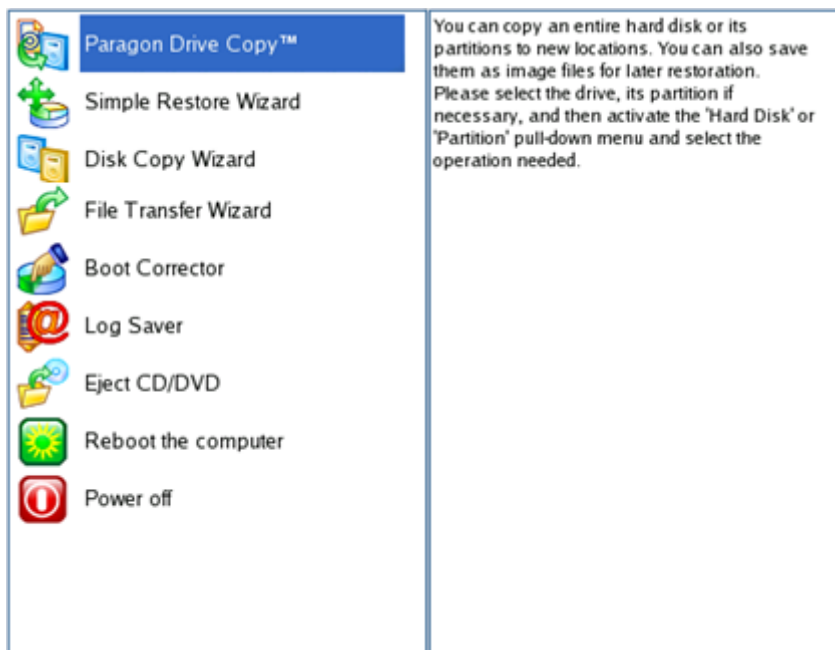 Paragon Drive Copy™
Simple Restore Wizard
Disk Copy Wizard
File Transfer Wizard
Boot Corrector
Log Saver
Eject CD/DVD
Reboot the computer
Power off
You can copy an entire hard disk or its
partitions to new locations. You can also save
them as image files for later restoration.
Please select the drive, its partition if
necessary, and then activate the 'Hard Disk' or
'Partition' pull-down menu and select the
operation needed.